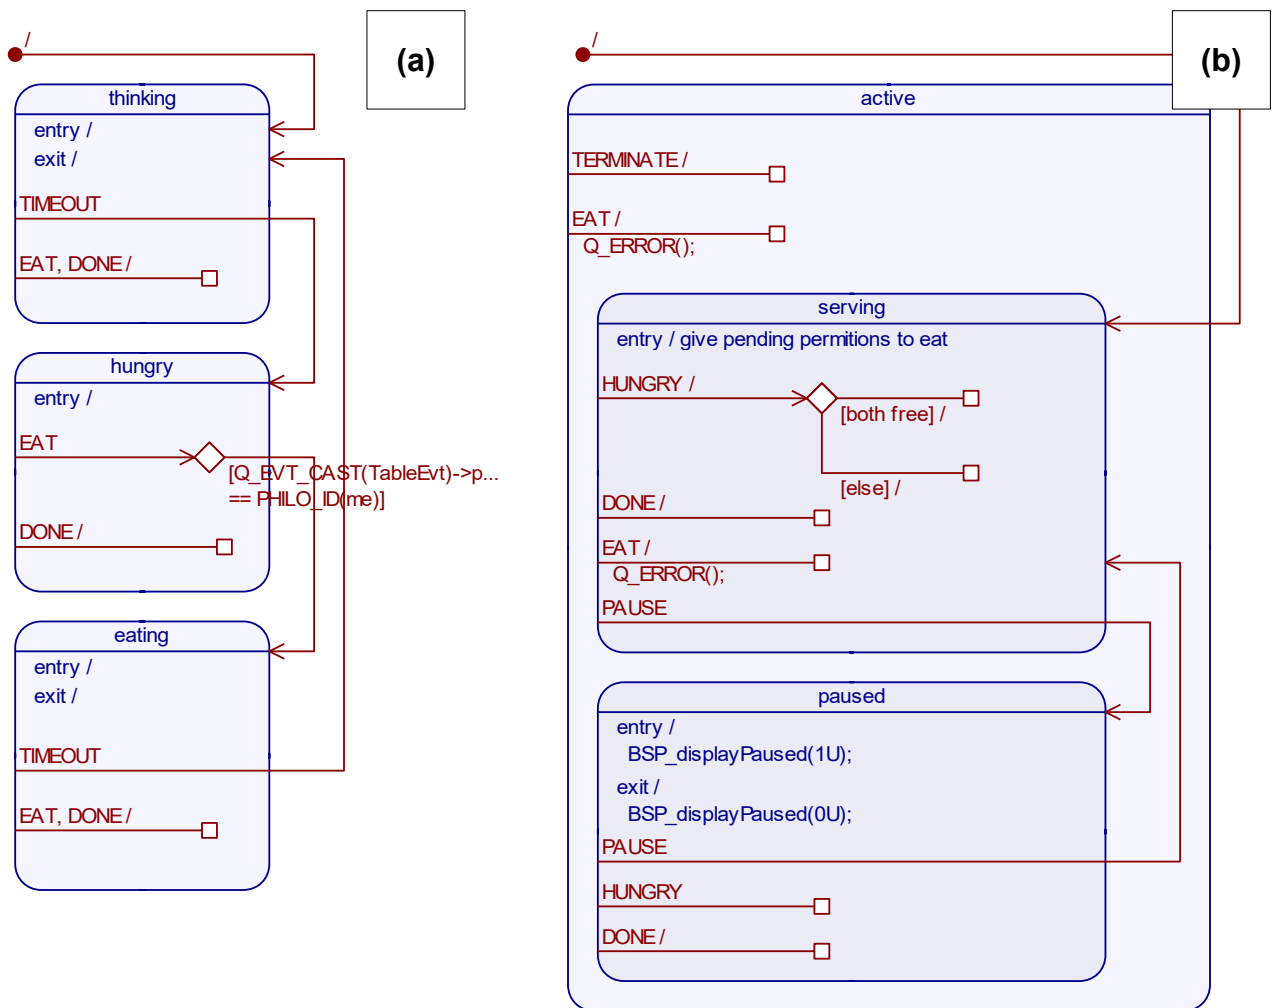 /
(a)
thinking
entry /
exit /
TIMEOUT
EAT, DONE /
hungry
entry /
EAT
[Q_EVT_CAST(TableEvt)->p...
== PHILO_ID(me)]
DONE /
eating
entry /
exit /
TIMEOUT
EAT, DONE /
/
(b)
active
TERMINATE /
EAT /
Q_ERROR();
serving
entry / give pending permitions to eat
HUNGRY /
[both free] /
[else] /
DONE /
EAT /
Q_ERROR();
PAUSE
paused
entry /
BSP_displayPaused(1U);
exit /
BSP_displayPaused(0U);
PAUSE
HUNGRY
DONE /